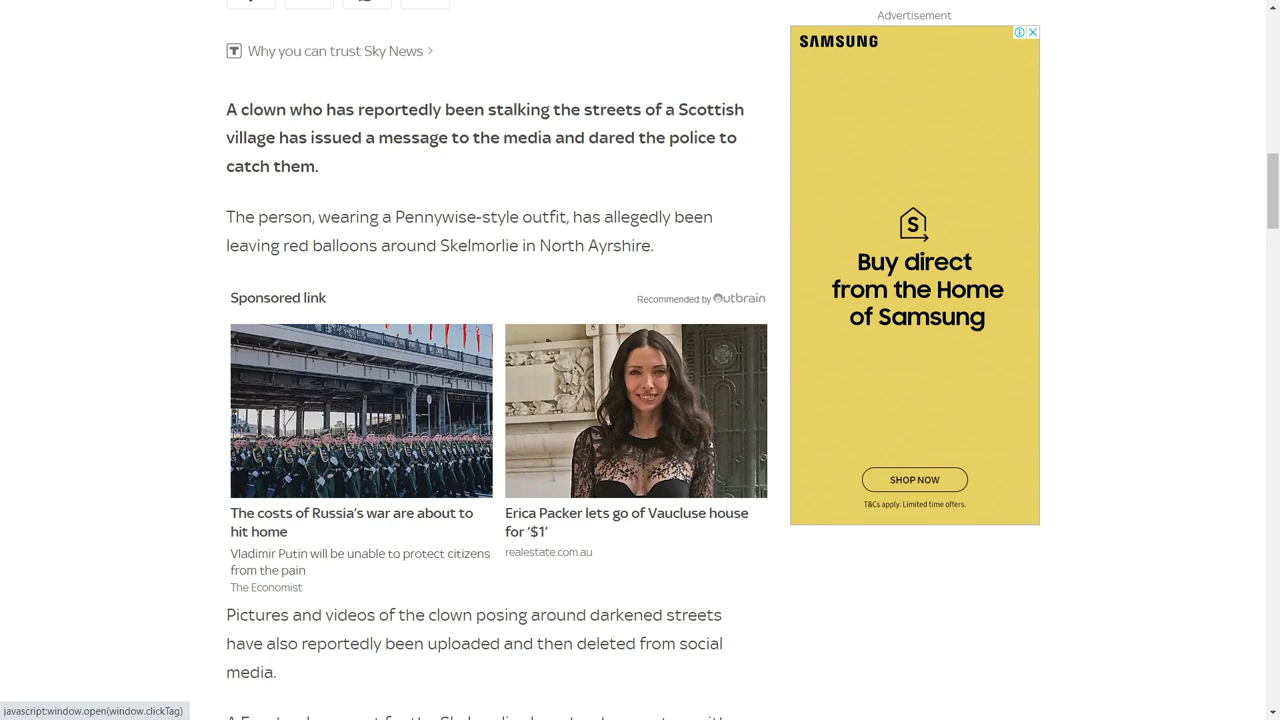 Advertisement
SAMSUNG
Why you can trust Sky News
A clown who has reportedly been stalking the streets of a Scottish
village has issued a message to the media and dared the police to
catch them.
The person, wearing a Pennywise-style outfit, has allegedly been
leaving red balloons around Skelmorlie in North Ayrshire.
Buy direct
from the Home
of Samsung
SHOP NOW
T&Cs apply. Limited time offers.
Sponsored link
Recommended by Outbrain
The costs of Russia's war are about to
hit home
Vladimir Putin will be unable to protect citizens
from the pain
The Economist
Erica Packer lets go of Vaucluse house
for '$1'
realestate.com.au
Pictures and videos of the clown posing around darkened streets
have also reportedly been uploaded and then deleted from social
media.
javascript:window.open(window.clickTag)